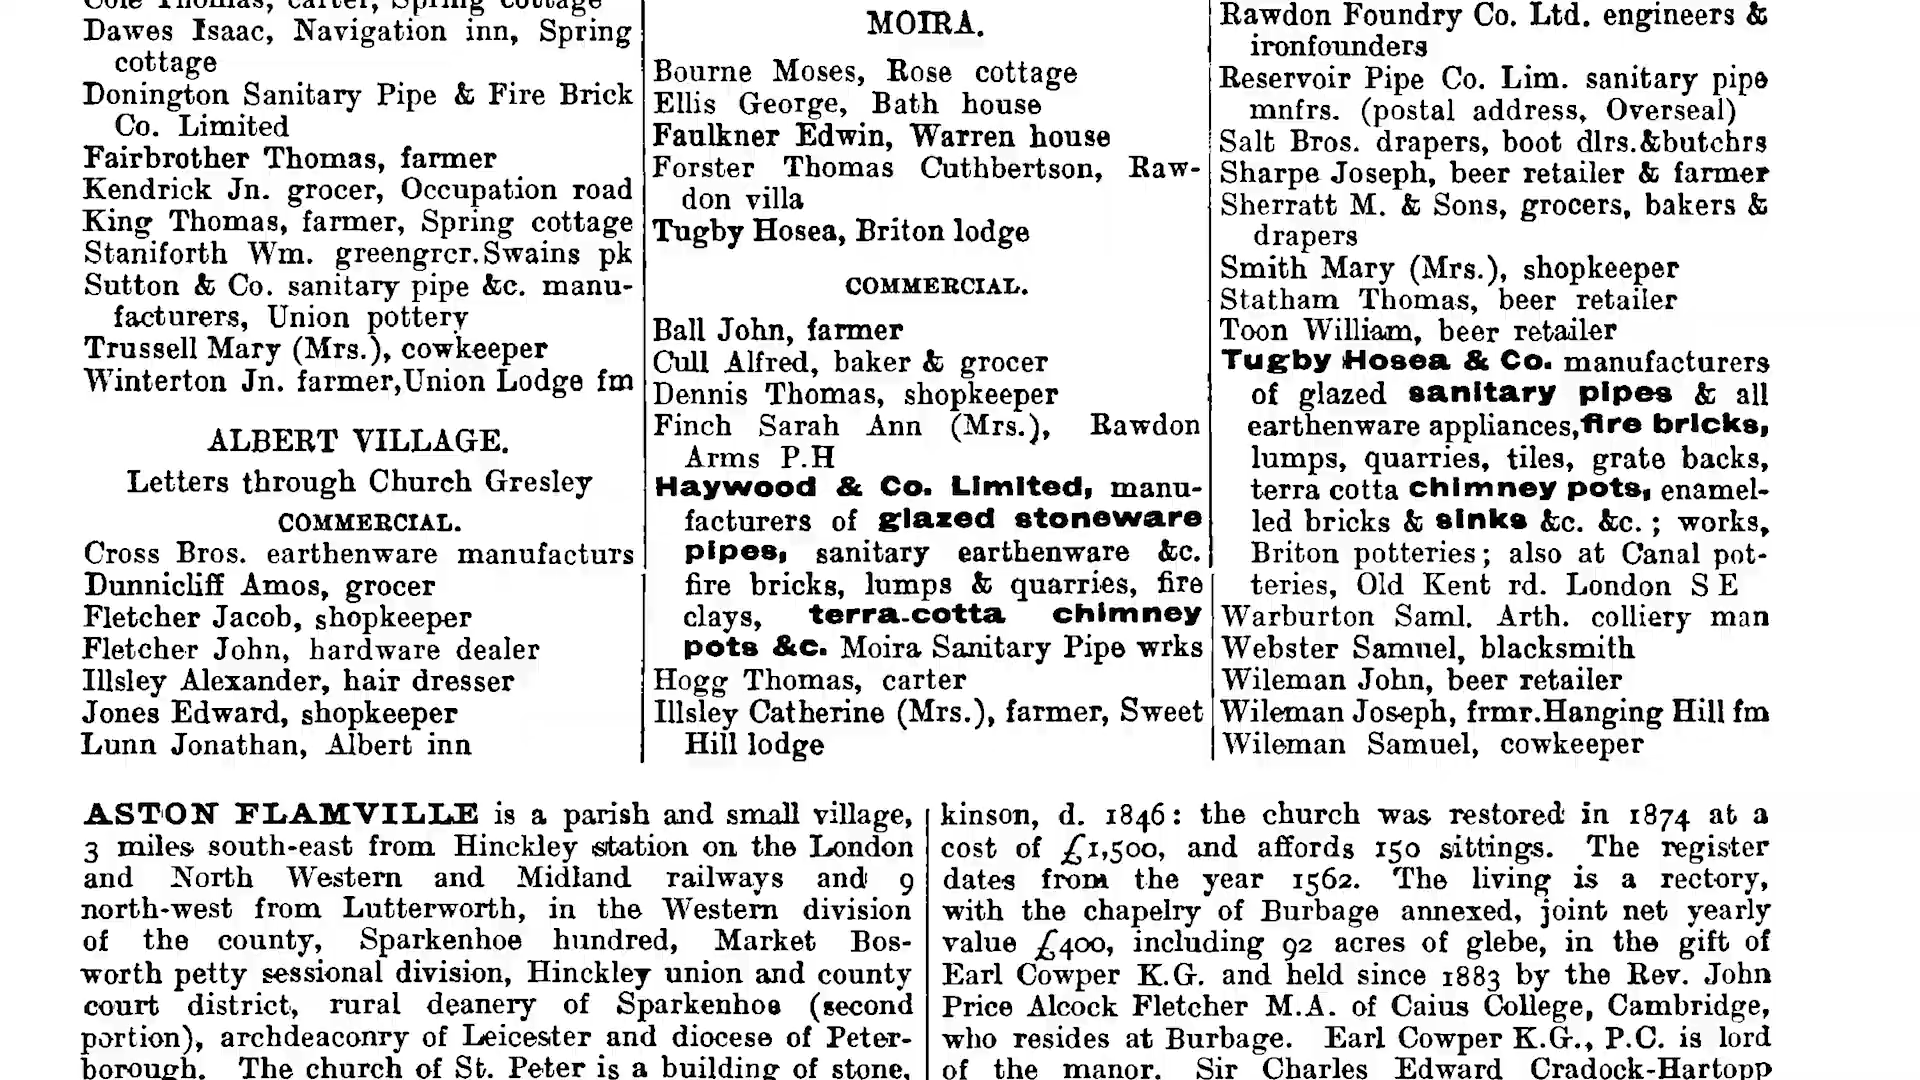 Cole Thomas, carter, Spring cottage
Dawes Isaac, Navigation inn, Spring
cottage
Donington Sanitary Pipe & Fire Brick
Co. Limited
Fairbrother Thomas, farmer
Kendrick Jn. grocer, Occupation road
King Thomas, farmer, Spring cottage
Staniforth Wm. greengrcr.Swains pk
Sutton & Co. sanitary pipe &c. manu-
facturers, Union pottery
Trussell Mary (Mrs.), cowkeeper
Winterton Jn. farmer,Union Lodge fm
ALBERT VILLAGE.
Letters through Church Gresley
COMMERCIAL.
Cross Bros. earthenware manufacturs
Dunnicliff Amos, grocer
Fletcher Jacob, shopkeeper
Fletcher John, hardware dealer
Illsley Alexander, hair dresser
Jones Edward, shopkeeper
Lunn Jonathan, Albert inn
MOIRA.
Bourne Moses, Rose cottage
Ellis George, Bath house
Faulkner Edwin, Warren house
Forster Thomas Cuthbertson, Raw-
don villa
Tugby Hosea, Briton lodge
COMMERCIAL.
Ball John, farmer
Cull Alfred, baker & grocer
Dennis Thomas, shopkeeper
Finch Sarah Ann (Mrs.), Rawdon
Arms P.H
Haywood & Co. Limited, manu-
facturers of glazed stoneware
pipes, sanitary earthenware &c.
fire bricks, lumps & quarries, fire
clays, terra-cotta chimney
pots &c. Moira Sanitary Pipe wrks
Hogg Thomas, carter
Illsley Catherine (Mrs.), farmer, Sweet
Hill lodge
Rawdon Foundry Co. Ltd. engineers &
ironfounders
Reservoir Pipe Co. Lim. sanitary pipe
mnfrs. (postal address, Overseal)
Salt Bros. drapers, boot dlrs.&butchrs
Sharpe Joseph, beer retailer & farmer
Sherratt M. & Sons, grocers, bakers &
drapers
Smith Mary (Mrs.), shopkeeper
Statham Thomas, beer retailer
Toon William, beer retailer
Tugby Hosea & Co. manufacturers
of glazed sanitary pipes & all
earthenware appliances,fire bricks,
lumps, quarries, tiles, grate backs,
terra cotta chimney pots, enamel-
led bricks & sinks &c. &c. ; works,
Briton potteries; also at Canal pot-
teries, Old Kent rd. London S E
Warburton Saml. Arth. colliery man
Webster Samuel, blacksmith
Wileman John, beer retailer
Wileman Joseph, frmr.Hanging Hill fm
Wileman Samuel, cowkeeper
ASTON FLAMVILLE is a parish and small village,
3 miles south-east from Hinckley station on the London
and North Western and Midland railways and 9
north-west from Lutterworth, in the Western division
of the county, Sparkenhoe hundred, Market Bos-
worth petty sessional division, Hinckley union and county
court district, rural deanery of Sparkenhoe (second
portion), archdeaconry of Leicester and diocese of Peter-
borough. The church of St. Peter is a building of stone,
kinson, d. 1846: the church was restored in 1874 at a
cost of £1,500, and affords 150 sittings. The register
dates from the year 1562. The living is a rectory,
with the chapelry of Burbage annexed, joint net yearly
value £400, including 92 acres of glebe, in the gift of
Earl Cowper K.G. and held since 1883 by the Rev. John
Price Alcock Fletcher M.A. of Caius College, Cambridge,
who resides at Burbage. Earl Cowper K.G., P.C. is lord
of the manor. Sir Charles Edward Cradock-Hartopp